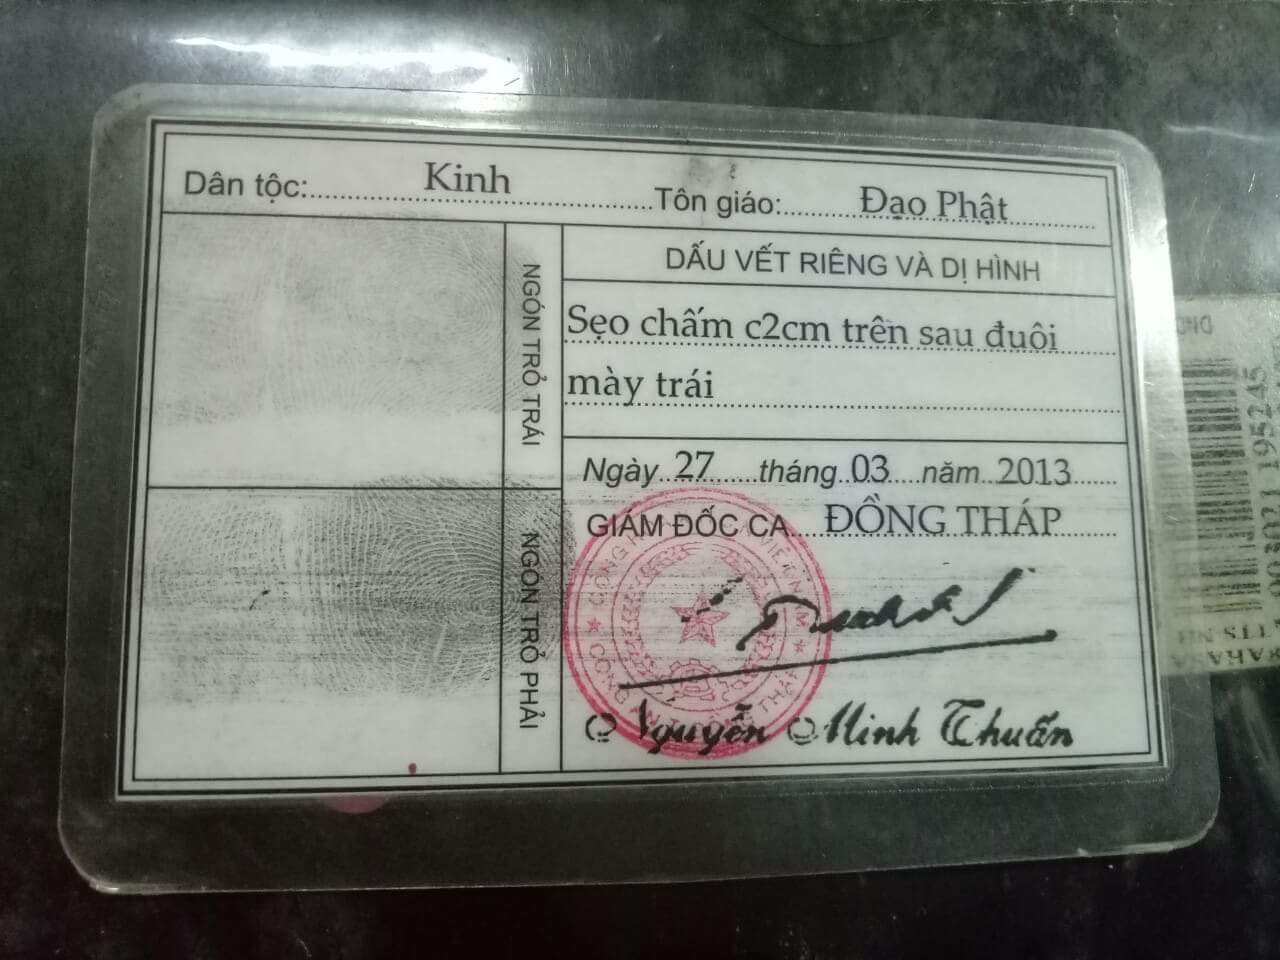 Dân tộc: Kinh Tôn giáo: Đạo Phật
NGÓN TRỎ TRÁI
NGÓN TRỎ PHẢI
DẤU VẾT RIÊNG VÀ DỊ HÌNH
Sẹo chấm c2cm trên sau đuôi
mày trái
Ngày 27 tháng 03 năm 2013
GIÁM ĐỐC CA ĐỒNG THÁP
Nguyễn Minh Thuấn